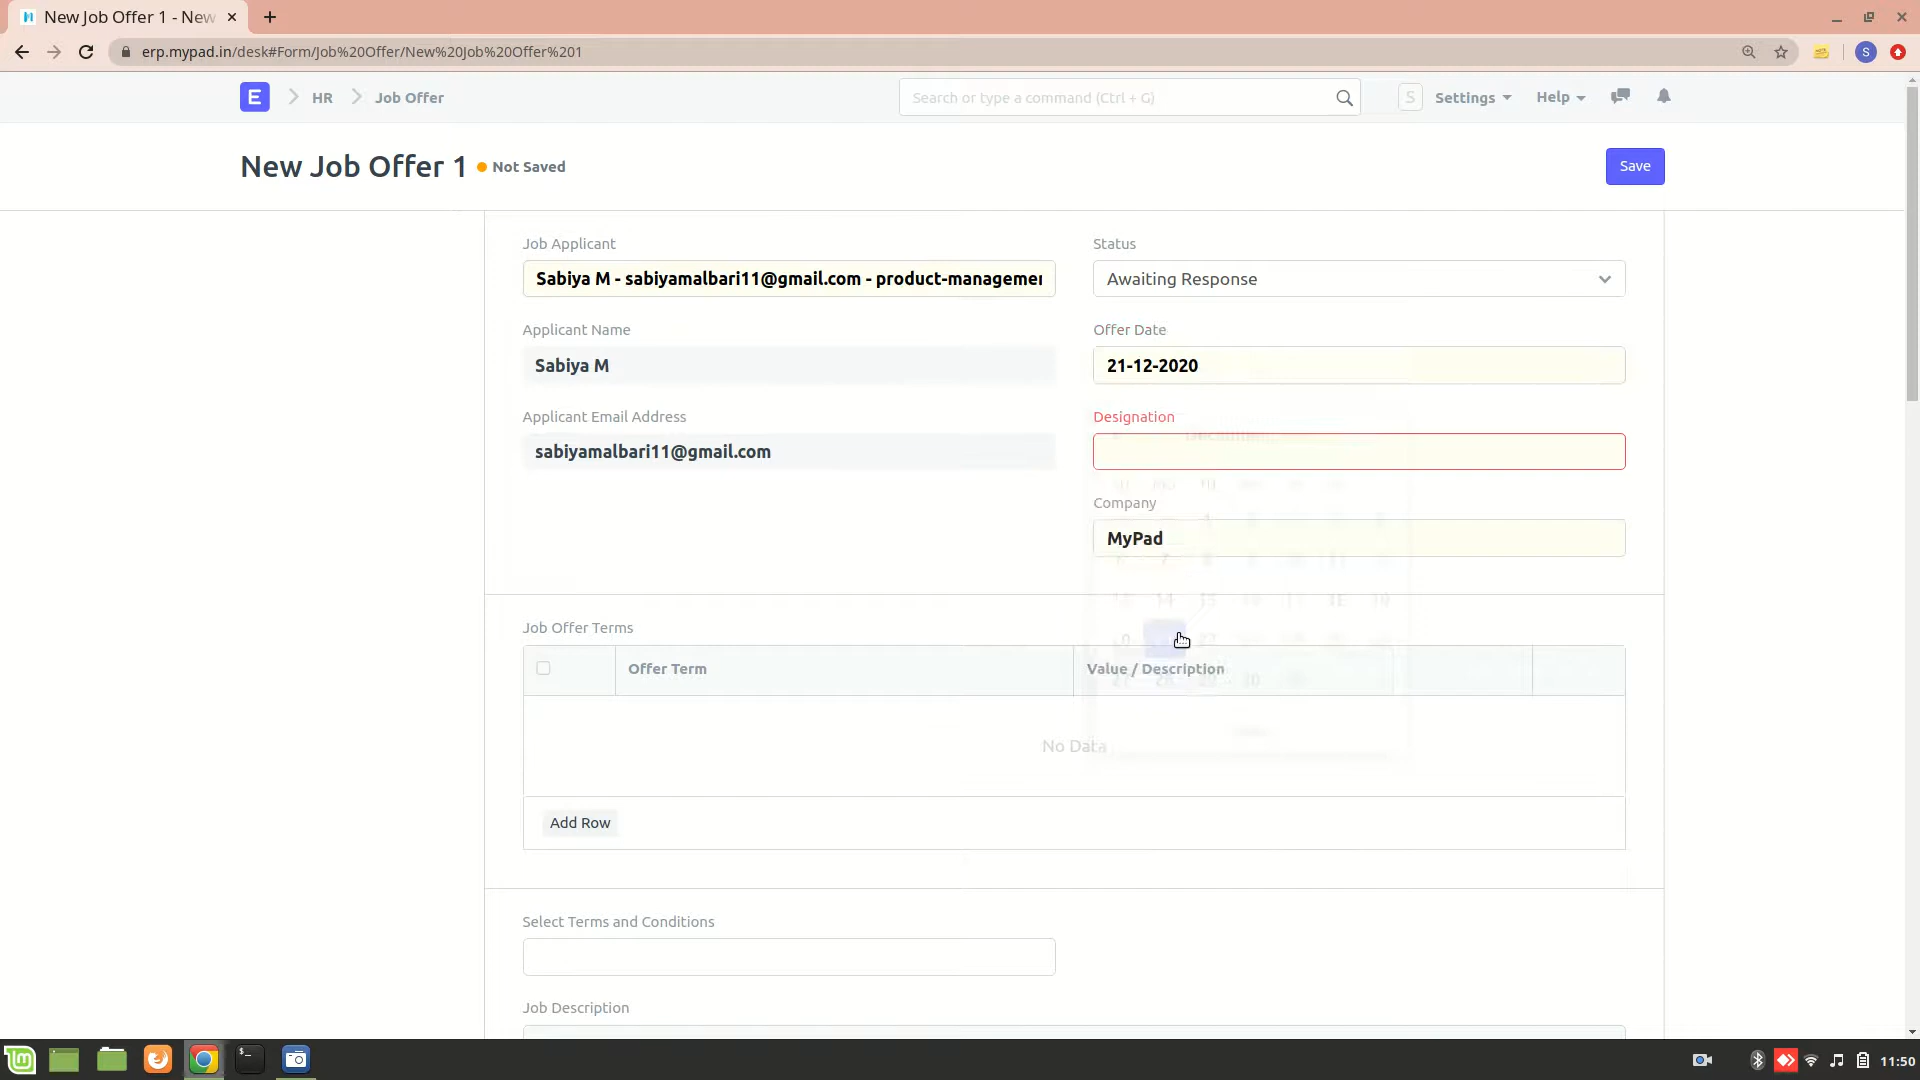 New Job Offer 1 - New
erp.mypad.in/desk#Form/Job%20Offer/New%20Job%20Offer%201
S
E
HR
Job Offer
Search or type a command (Ctrl + G)
S
Settings
Help
New Job Offer 1
Not Saved
Save
Job Applicant
Status
Sabiya M - sabiyamalbari11@gmail.com - product-managemer
Awaiting Response
Applicant Name
Offer Date
Sabiya M
21-12-2020
Applicant Email Address
Designation
sabiyamalbari11@gmail.com
Company
MyPad
Job Offer Terms
Offer Term
Value / Description
No Data
Add Row
Select Terms and Conditions
Job Description
11:50